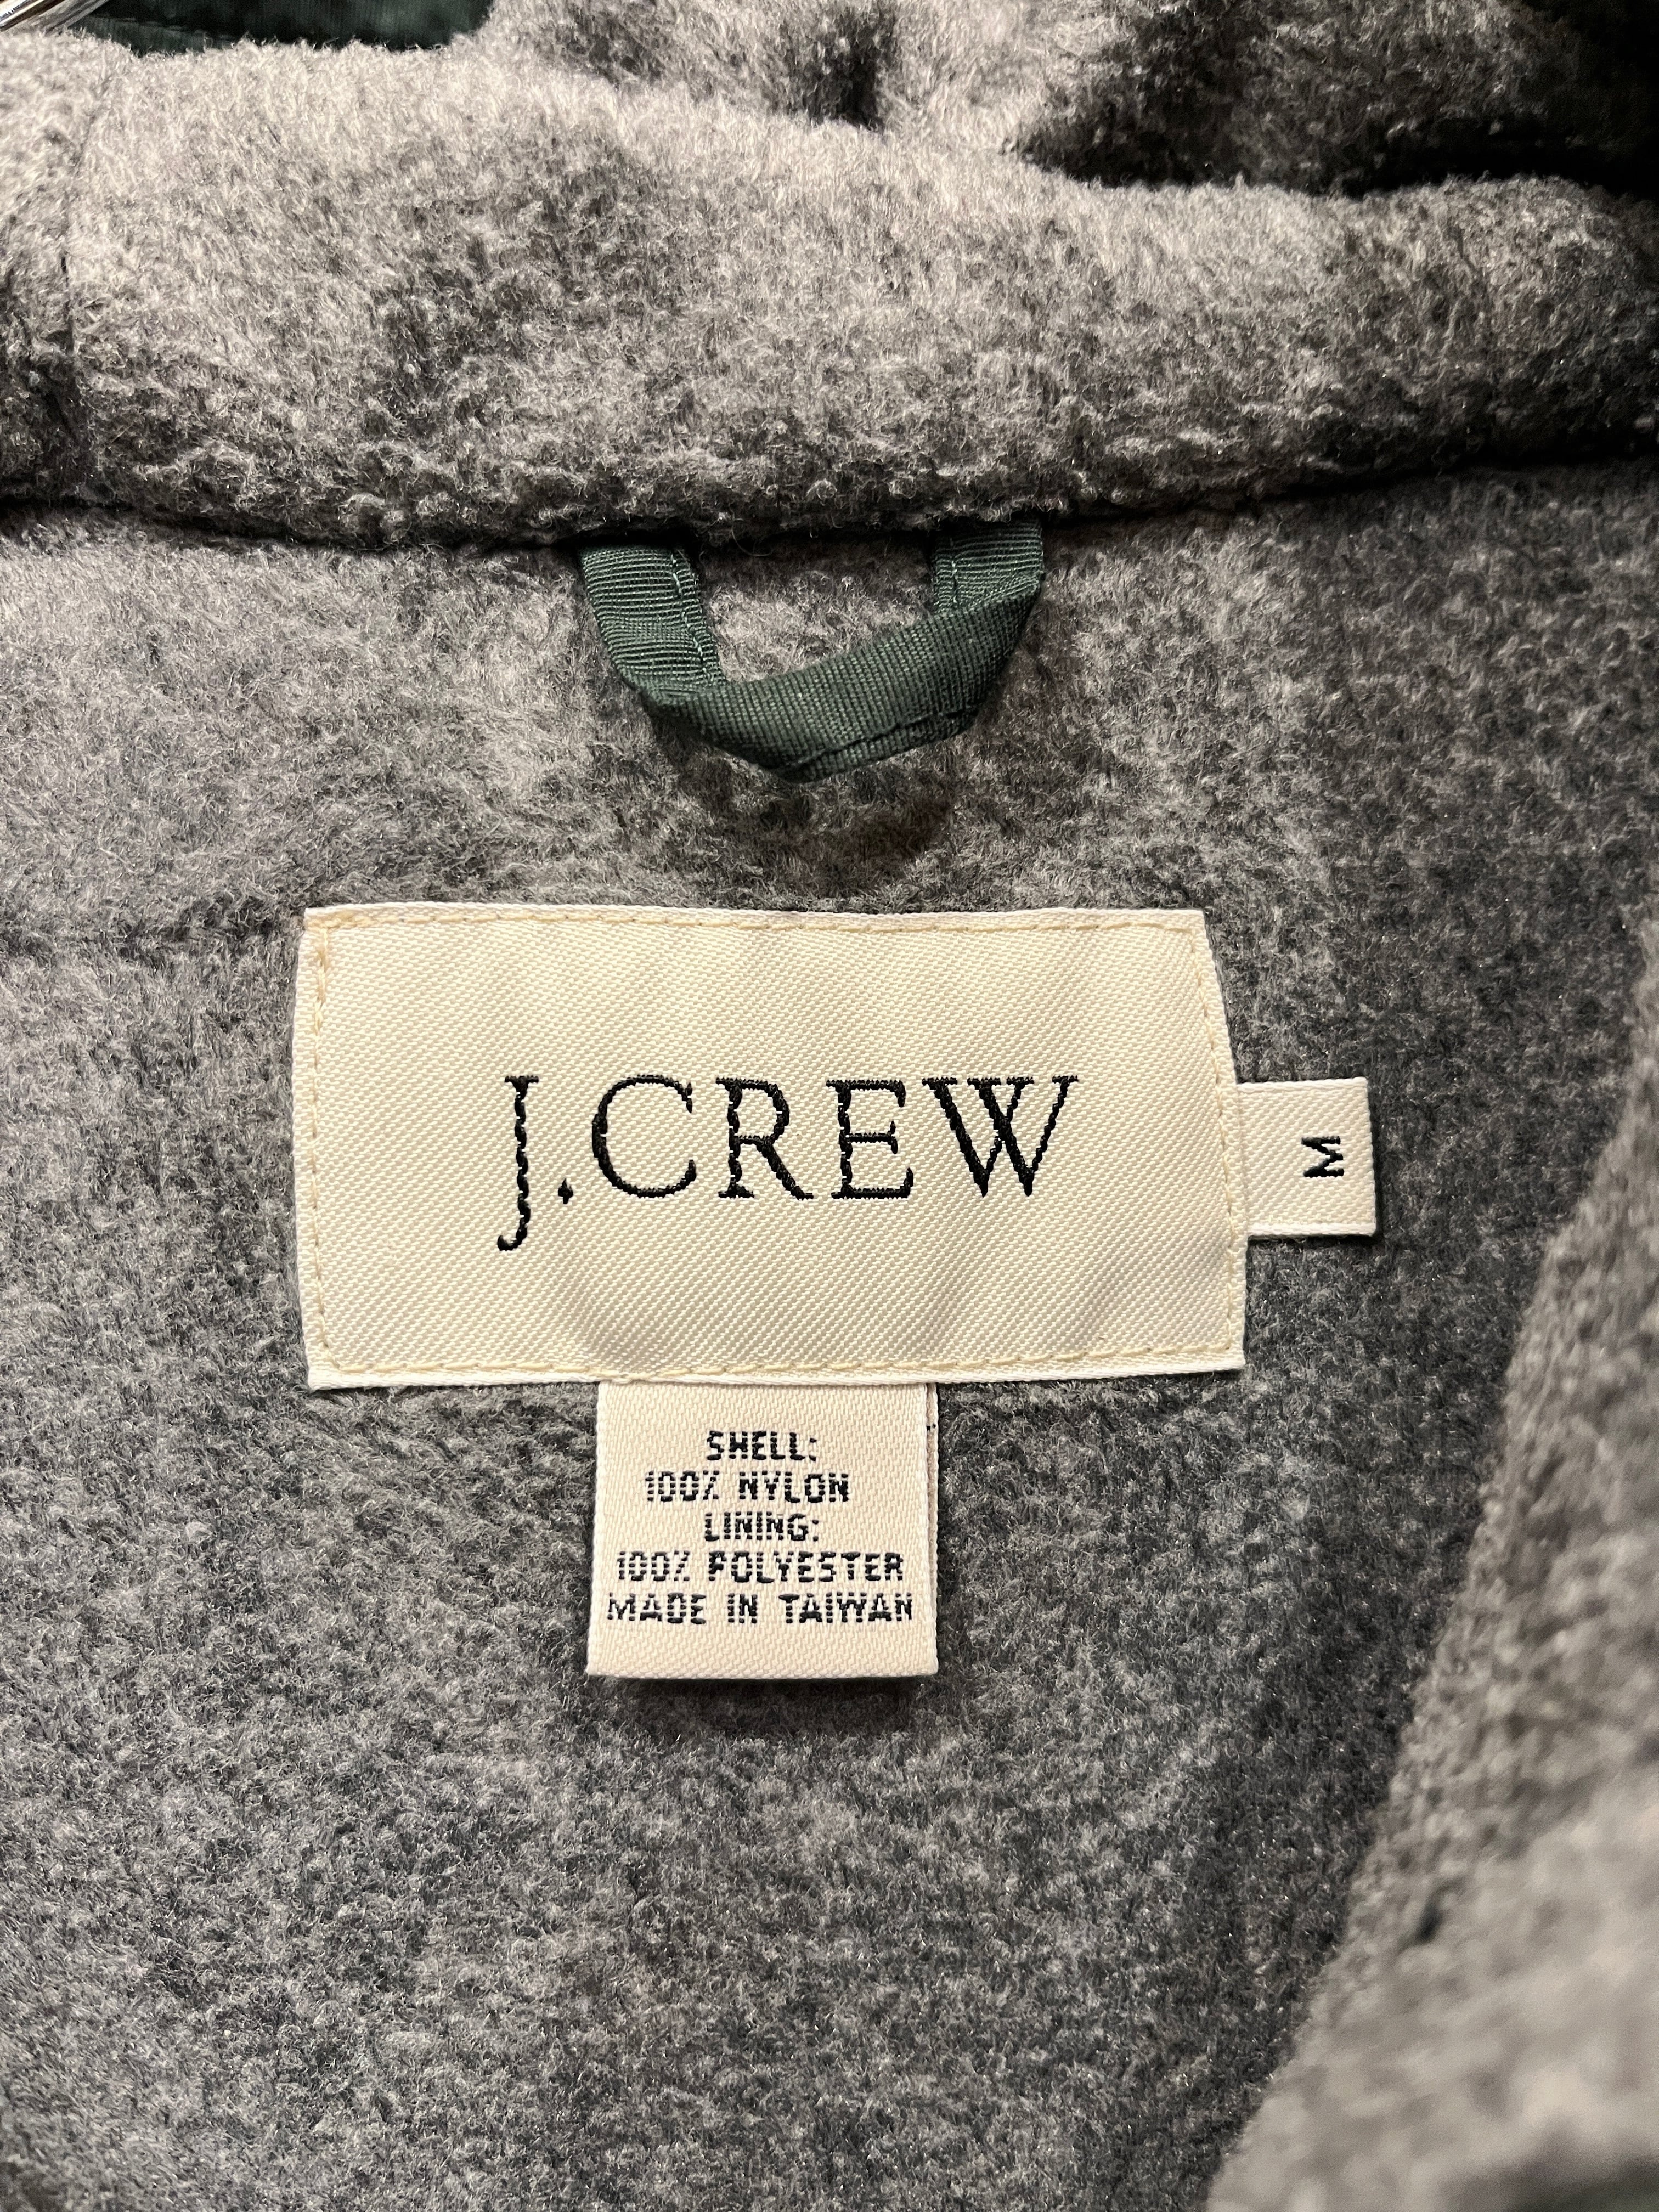 J.CREW
M
SHELL:
100% NYLON
LINING:
100% POLYESTER
MADE IN TAIWAN